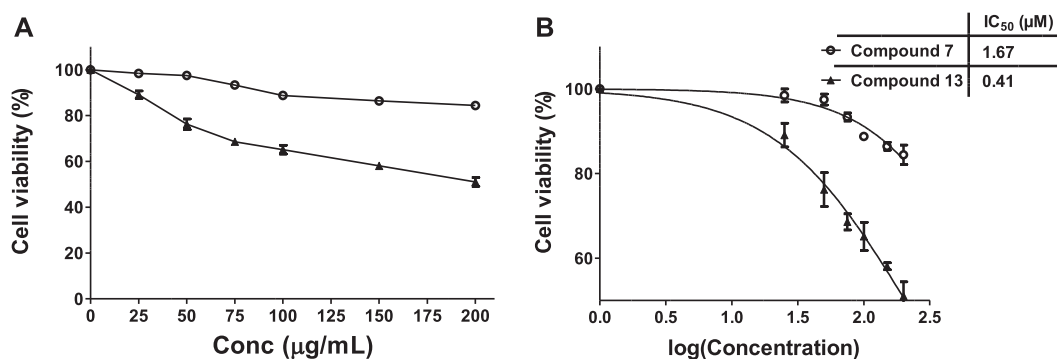 A
Cell viability (%)
100
80
60
40
20
0
0 25 50 75 100 125 150 175 200
Conc (μg/mL)
B
IC50 (μM)
Compound 7 1.67
Compound 13 0.41
Cell viability (%)
100
80
60
0.0 0.5 1.0 1.5 2.0 2.5
log(Concentration)